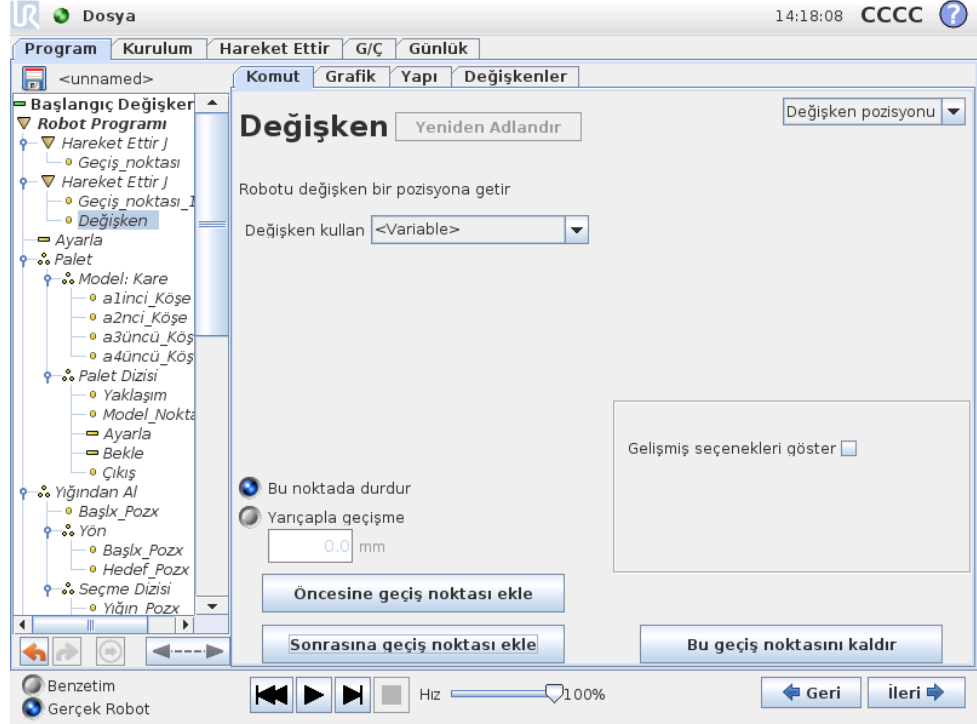 UR Dosya 14:18:08 CCCC ?
Program Kurulum Hareket Ettir G/Ç Günlük
<unnamed>
Komut Grafik Yapı Değişkenler
Başlangıç Değişker
Robot Programı
Hareket Ettir J
Geçiş_noktası
Hareket Ettir J
Geçiş_noktası_1
Değişken
Ayarla
Palet
Model: Kare
a1inci_Köşe
a2nci_Köşe
a3üncü_Köş
a4üncü_Köş
Palet Dizisi
Yaklaşım
Model_Nokta
Ayarla
Bekle
Çıkış
Yığından Al
Başlx_Pozx
Yön
Başlx_Pozx
Hedef_Pozx
Seçme Dizisi
Yığın_Pozx
Değişken Yeniden Adlandır
Değişken pozisyonu
Robotu değişken bir pozisyona getir
Değişken kullan <Variable>
Gelişmiş seçenekleri göster
Bu noktada durdur
Yarıçapla geçişme
0.0 mm
Öncesine geçiş noktası ekle
Sonrasına geçiş noktası ekle
Bu geçiş noktasını kaldır
Benzetim
Gerçek Robot
Hız 100%
Geri İleri